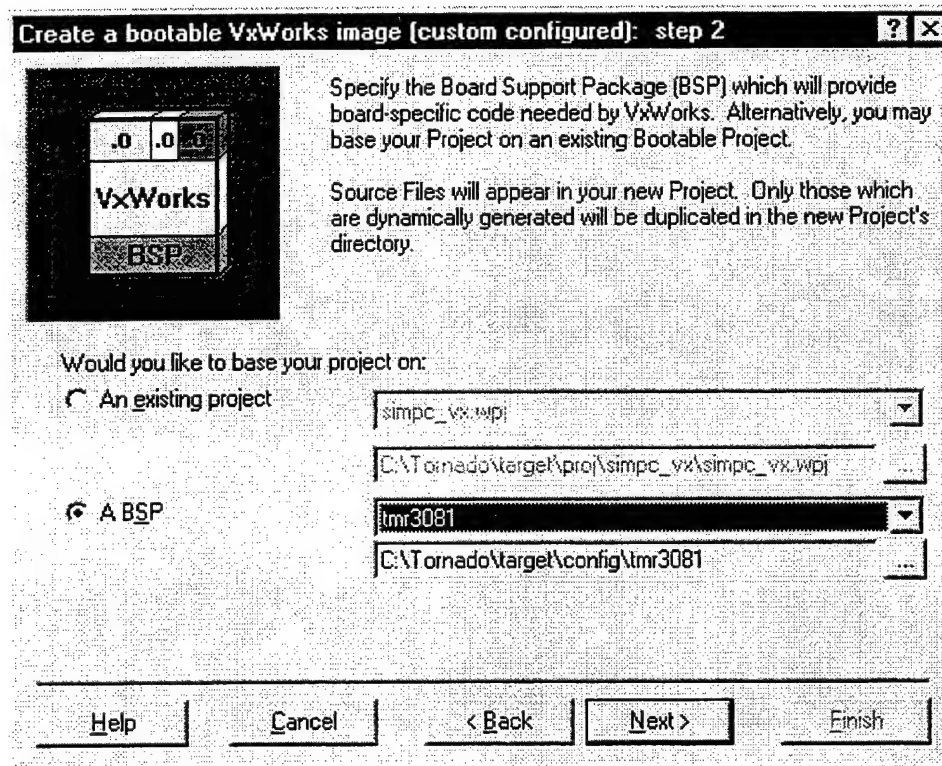 Create a bootable VxWorks image (custom configured): step 2
.0 .0 .0
VxWorks
BSP
Specify the Board Support Package (BSP) which will provide
board-specific code needed by VxWorks. Alternatively, you may
base your Project on an existing Bootable Project.
Source Files will appear in your new Project. Only those which
are dynamically generated will be duplicated in the new Project's
directory.
Would you like to base your project on:
An existing project
simpc_vx.wpj
C:\Tornado\target\proj\simpc_vx\simpc_vx.wpj ...
A BSP
tmr3081
C:\Tornado\target\config\tmr3081 ...
Help Cancel < Back Next > Finish